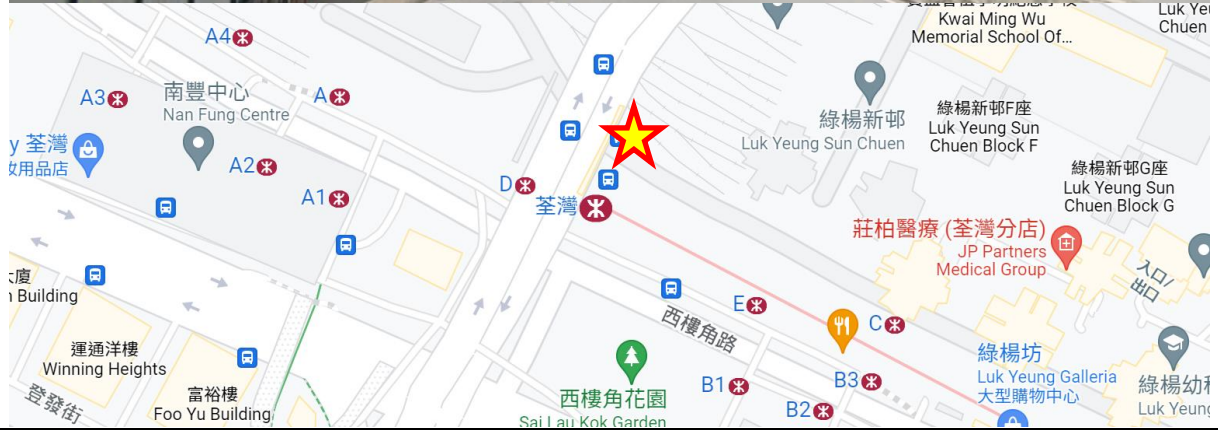 Kwai Ming Wu
Memorial School Of...
Luk Ye
Chuen
A4
A3
南豐中心
Nan Fung Centre
A
綠楊新邨
Luk Yeung Sun Chuen
綠楊新邨F座
Luk Yeung Sun
Chuen Block F
y 荃灣
用品店
A2
A1
D
荃灣
綠楊新邨G座
Luk Yeung Sun
Chuen Block G
莊柏醫療 (荃灣分店)
JP Partners
Medical Group
入口/
出口
大廈
n Building
E
西樓角路
C
運通洋樓
Winning Heights
登發街
富裕樓
Foo Yu Building
西樓角花園
Sai Lau Kok Garden
B1
B3
B2
綠楊坊
Luk Yeung Galleria
大型購物中心
綠楊幼
Luk Yeung